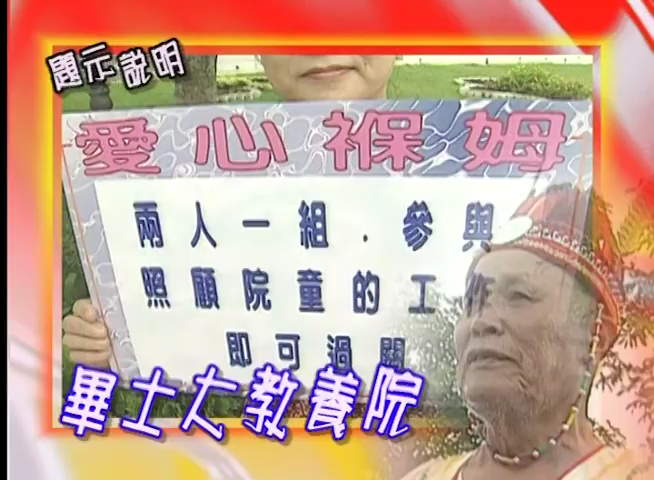 題示說明
愛心褓姆
兩人一組．參與
照顧院童的工作
即可過關
畢士大教養院